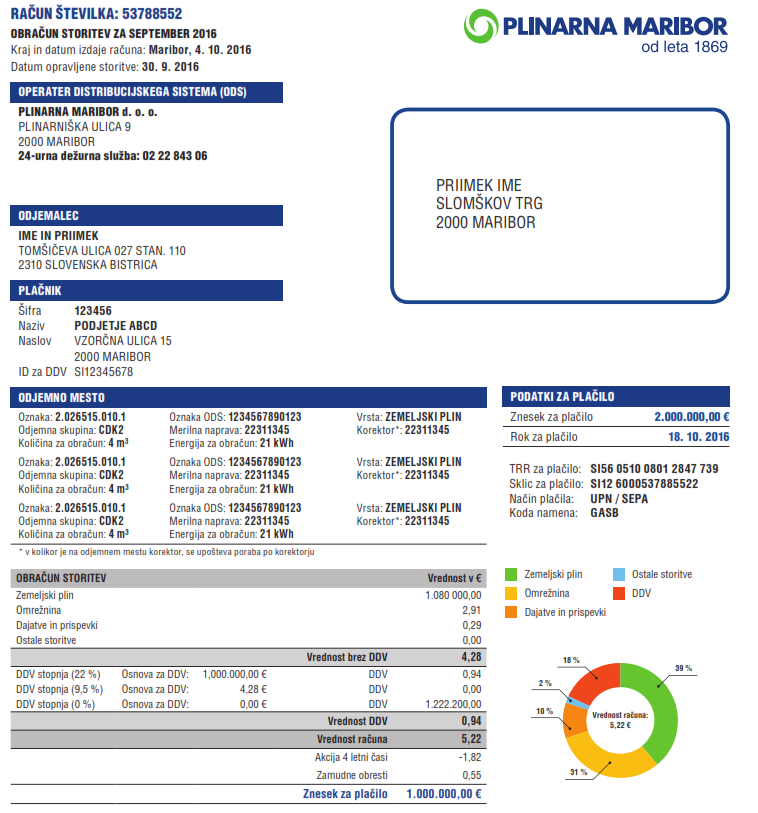 RAČUN ŠTEVILKA: 53788552
OBRAČUN STORITEV ZA SEPTEMBER 2016
Kraj in datum izdaje računa: Maribor, 4. 10. 2016
Datum opravljene storitve: 30. 9. 2016
PLINARNA MARIBOR
od leta 1869
OPERATER DISTRIBUCIJSKEGA SISTEMA (ODS)
PLINARNA MARIBOR d. o. o.
PLINARNIŠKA ULICA 9
2000 MARIBOR
24-urna dežurna služba: 02 22 843 06
PRIIMEK IME
SLOMŠKOV TRG
2000 MARIBOR
ODJEMALEC
IME IN PRIIMEK
TOMŠIČEVA ULICA 027 STAN. 110
2310 SLOVENSKA BISTRICA
PLAČNIK
Šifra 123456
Naziv PODJETJE ABCD
Naslov VZORČNA ULICA 15
2000 MARIBOR
ID za DDV SI12345678
ODJEMNO MESTO
Oznaka: 2.026515.010.1 Oznaka ODS: 1234567890123 Vrsta: ZEMELJSKI PLIN
Odjemna skupina: CDK2 Merilna naprava: 22311345 Korektor*: 22311345
Količina za obračun: 4 m³ Energija za obračun: 21 kWh
Oznaka: 2.026515.010.1 Oznaka ODS: 1234567890123 Vrsta: ZEMELJSKI PLIN
Odjemna skupina: CDK2 Merilna naprava: 22311345 Korektor*: 22311345
Količina za obračun: 4 m³ Energija za obračun: 21 kWh
Oznaka: 2.026515.010.1 Oznaka ODS: 1234567890123 Vrsta: ZEMELJSKI PLIN
Odjemna skupina: CDK2 Merilna naprava: 22311345 Korektor*: 22311345
Količina za obračun: 4 m³ Energija za obračun: 21 kWh
* v kolikor je na odjemnem mestu korektor, se upošteva poraba po korektorju
PODATKI ZA PLAČILO
Znesek za plačilo 2.000.000,00 €
Rok za plačilo 18. 10. 2016
TRR za plačilo: SI56 0510 0801 2847 739
Sklic za plačilo: SI12 6000537885522
Način plačila: UPN / SEPA
Koda namena: GASB
OBRAČUN STORITEV Vrednost v €
Zemeljski plin 1.080 000,00
Omrežnina 2,91
Dajatve in prispevki 0,29
Ostale storitve 0,00
Vrednost brez DDV 4,28
DDV stopnja (22 %) Osnova za DDV: 1,000.000,00 € DDV 0,94
DDV stopnja (9,5 %) Osnova za DDV: 4,28 € DDV 0,00
DDV stopnja (0 %) Osnova za DDV: 0,00 € DDV 1.222.200,00
Vrednost DDV 0,94
Vrednost računa 5,22
Akcija 4 letni časi -1,82
Zamudne obresti 0,55
Znesek za plačilo 1.000.000,00 €
Zemeljski plin Ostale storitve
Omrežnina DDV
Dajatve in prispevki
18 %
39 %
2 %
10 %
Vrednost računa:
5,22 €
31 %